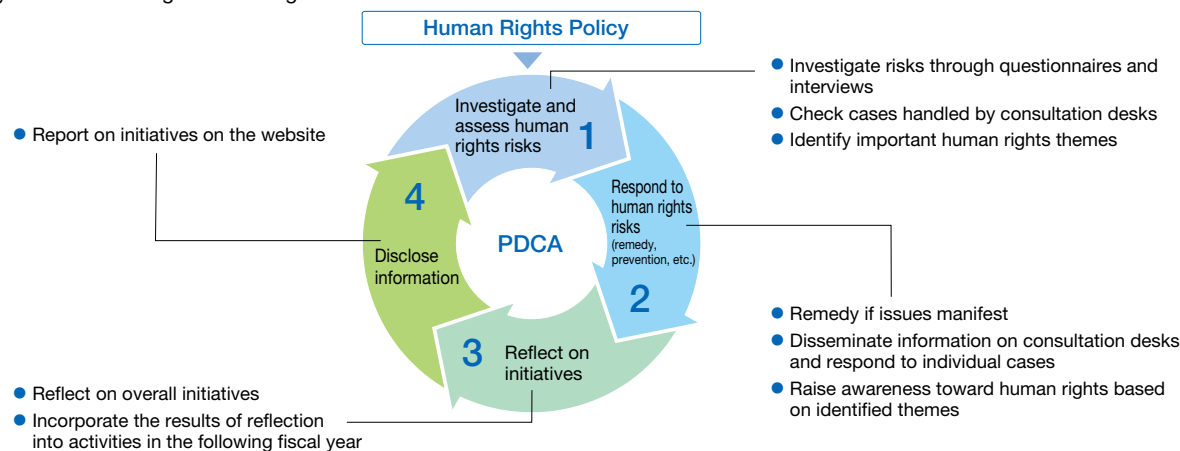 Human Rights Policy
Investigate and
assess human
rights risks
1
● Investigate risks through questionnaires and
interviews
● Check cases handled by consultation desks
● Identify important human rights themes
Respond to
human rights
risks
(remedy,
prevention, etc.)
2
● Remedy if issues manifest
● Disseminate information on consultation desks
and respond to individual cases
● Raise awareness toward human rights based
on identified themes
3
Reflect on
initiatives
● Reflect on overall initiatives
● Incorporate the results of reflection
into activities in the following fiscal year
4
Disclose
information
● Report on initiatives on the website
PDCA